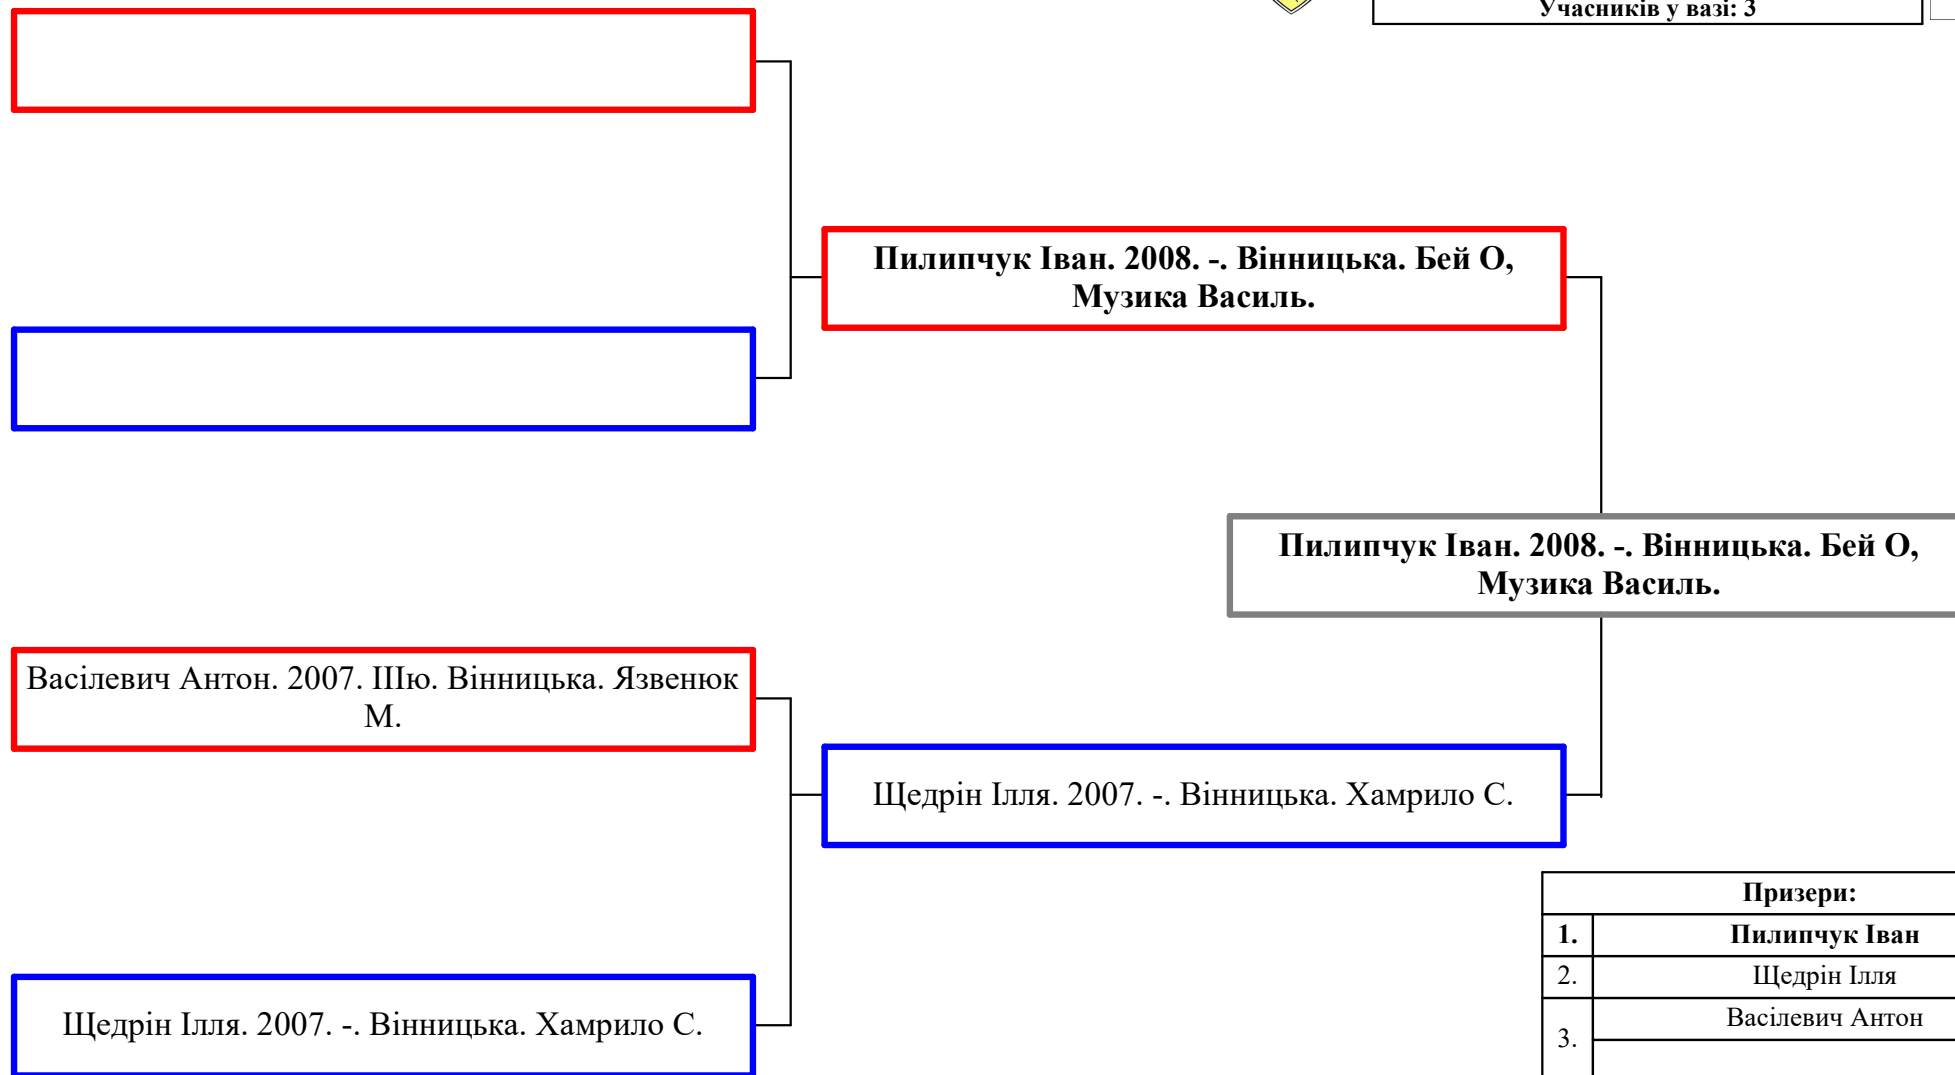 Учасників у вазі: 3
Пилипчук Іван. 2008. -. Вінницька. Бей О,
Музика Василь.
Пилипчук Іван. 2008. -. Вінницька. Бей О,
Музика Василь.
Васілевич Антон. 2007. IIIю. Вінницька. Язвенюк
М.
Щедрін Ілля. 2007. -. Вінницька. Хамрило С.
Щедрін Ілля. 2007. -. Вінницька. Хамрило С.
Призери:
1. Пилипчук Іван
2. Щедрін Ілля
3. Васілевич Антон